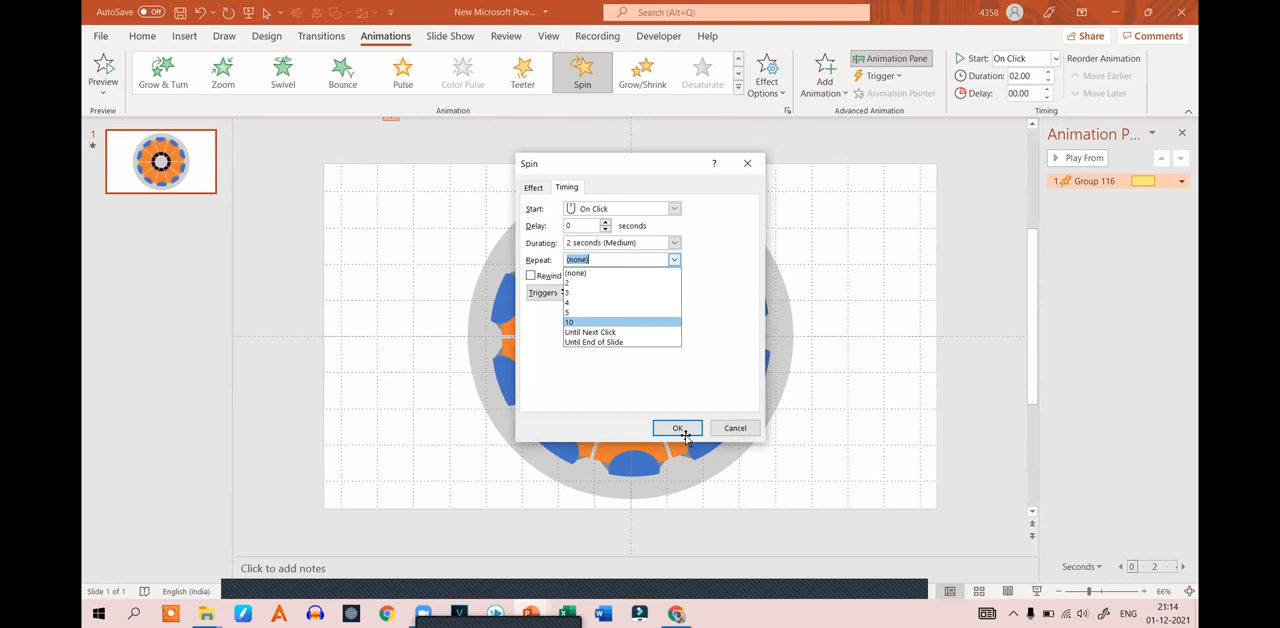 AutoSave Off New Microsoft Pow... Search (Alt+Q) 4358
File Home Insert Draw Design Transitions Animations Slide Show Review View Recording Developer Help Share Comments
Preview Grow & Turn Zoom Swivel Bounce Pulse Color Pulse Teeter Spin Grow/Shrink Desaturate Effect Options Add Animation
Animation Pane
Trigger
Animation Painter
Start: On Click
Duration: 02.00
Delay: 00.00
Reorder Animation
Move Earlier
Move Later
Preview Animation Advanced Animation Timing
1
Animation P...
Play From
1 Group 116
Spin ?
Effect Timing
Start: On Click
Delay: 0 seconds
Duration: 2 seconds (Medium)
Repeat: (none)
Rewind
Triggers
(none)
2
3
4
5
10
Until Next Click
Until End of Slide
OK Cancel
Click to add notes
Seconds 0 2
Slide 1 of 1 English (India) 66%
ENG 21:14
01-12-2021